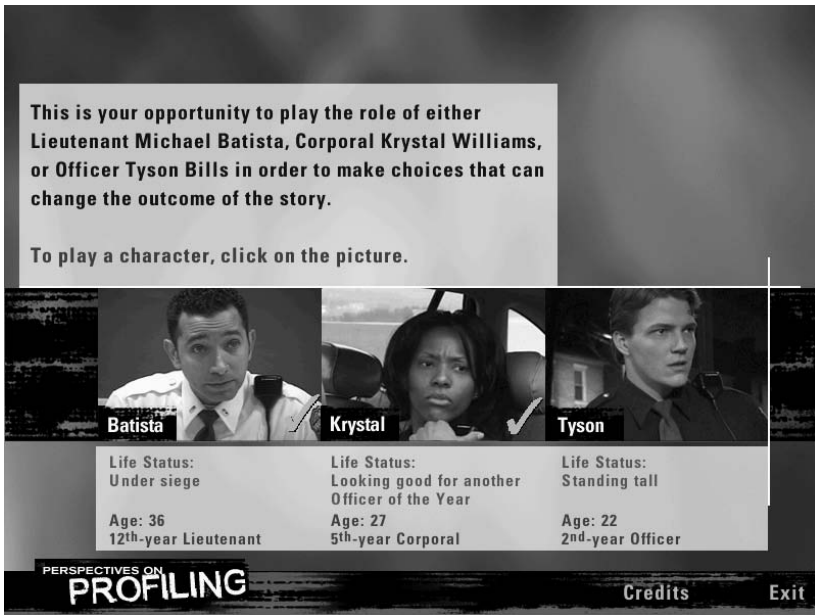 This is your opportunity to play the role of either
Lieutenant Michael Batista, Corporal Krystal Williams,
or Officer Tyson Bills in order to make choices that can
change the outcome of the story.
To play a character, click on the picture.
Batista
Krystal
Tyson
Life Status:
Under siege
Age: 36
12th-year Lieutenant
Life Status:
Looking good for another
Officer of the Year
Age: 27
5th-year Corporal
Life Status:
Standing tall
Age: 22
2nd-year Officer
PERSPECTIVES ON
PROFILING
Credits
Exit